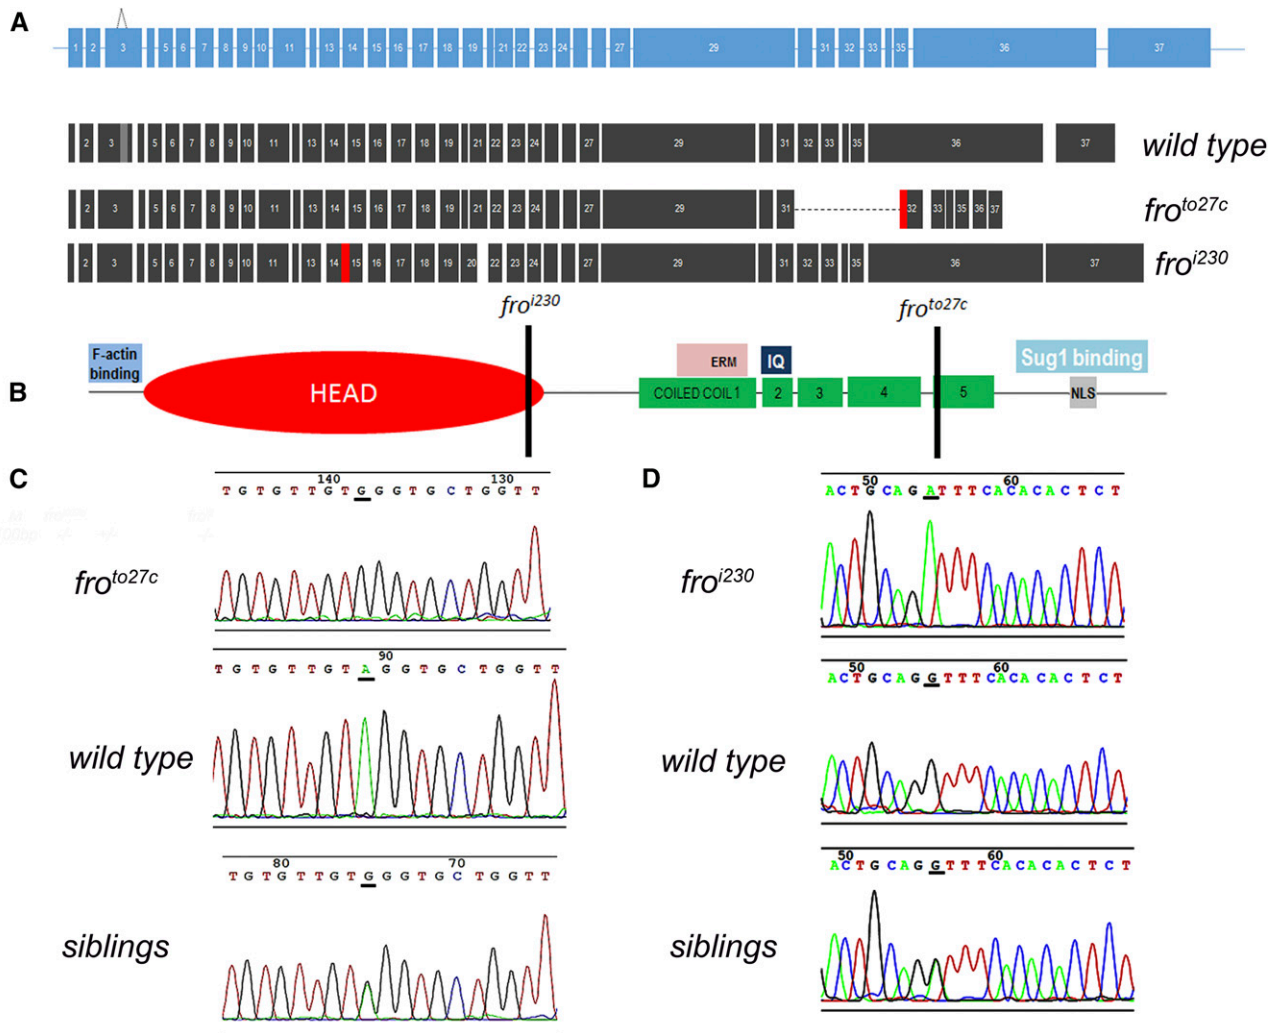 A
1 2 3 5 6 7 8 9 10 11 13 14 15 16 17 18 19 21 22 23 24 27 29 31 32 33 35 36 37
2 3 5 6 7 8 9 10 11 13 14 15 16 17 18 19 21 22 23 24 27 29 31 32 33 35 36 37 wild type
2 3 5 6 7 8 9 10 11 13 14 15 16 17 18 19 21 22 23 24 27 29 31 32 33 35 36 37 fro^to27c
2 3 5 6 7 8 9 10 11 13 14 15 16 17 18 19 20 22 23 24 27 29 31 32 33 35 36 37 fro^i230
fro^i230 fro^to27c
B
F-actin
binding
HEAD
ERM IQ
COILED COIL 1 2 3 4 5
Sug1 binding
NLS
C
140 130
T G T G T T G T G G G T G C T G G T T
fro^to27c
90
T G T G T T G T A G G T G C T G G T T
wild type
80 70
T G T G T T G T G G G T G C T G G T T
siblings
D
50 60
A C T G C A G A T T T C A C A C A C T C T
fro^i230
50 60
A C T G C A G G T T T C A C A C A C T C T
wild type
50 60
A C T G C A G G T T T C A C A C A C T C T
siblings